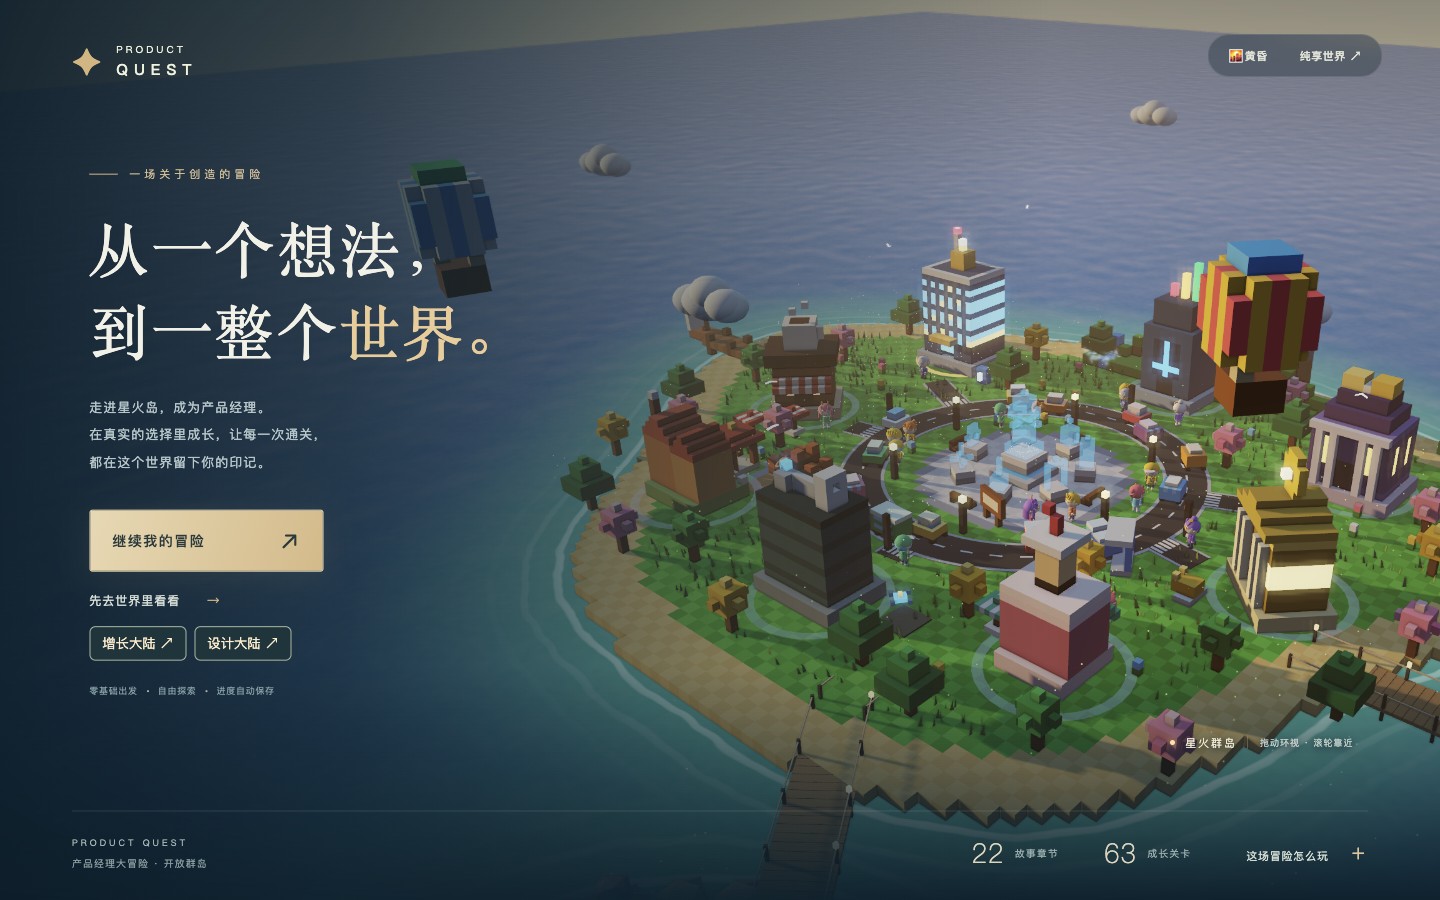 PRODUCT
QUEST
黄昏
纯享世界 ↗
一场关于创造的冒险
从一个想法，
到一整个世界。
走进星火岛，成为产品经理。
在真实的选择里成长，让每一次通关，
都在这个世界留下你的印记。
继续我的冒险 ↗
先去世界里看看 →
增长大陆 ↗ 设计大陆 ↗
零基础出发 · 自由探索 · 进度自动保存
星火群岛 拖动环视 · 滚轮靠近
PRODUCT QUEST
产品经理大冒险 · 开放群岛
22 故事章节 63 成长关卡 这场冒险怎么玩 +